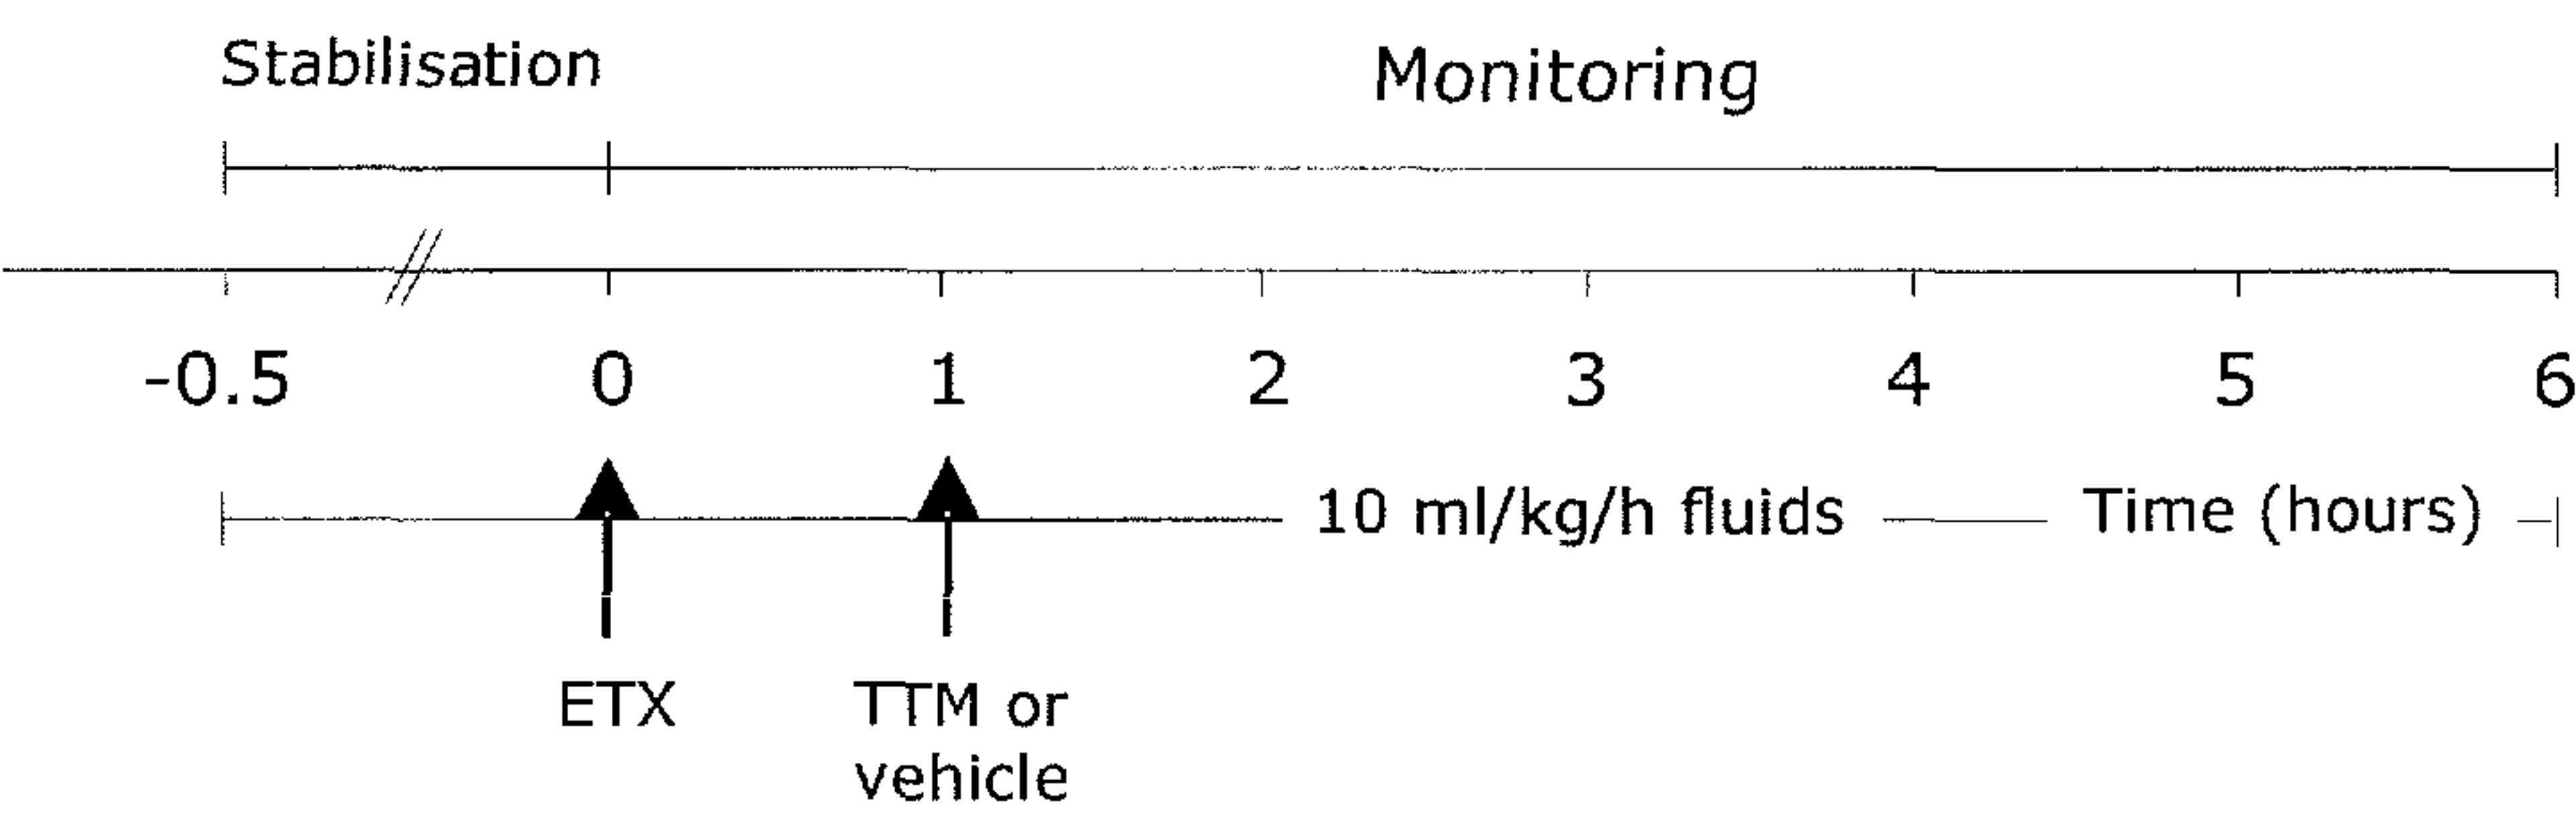 Stabilisation Monitoring
-0.5 0 1 2 3 4 5 6
10 ml/kg/h fluids Time (hours)
ETX TTM or
vehicle